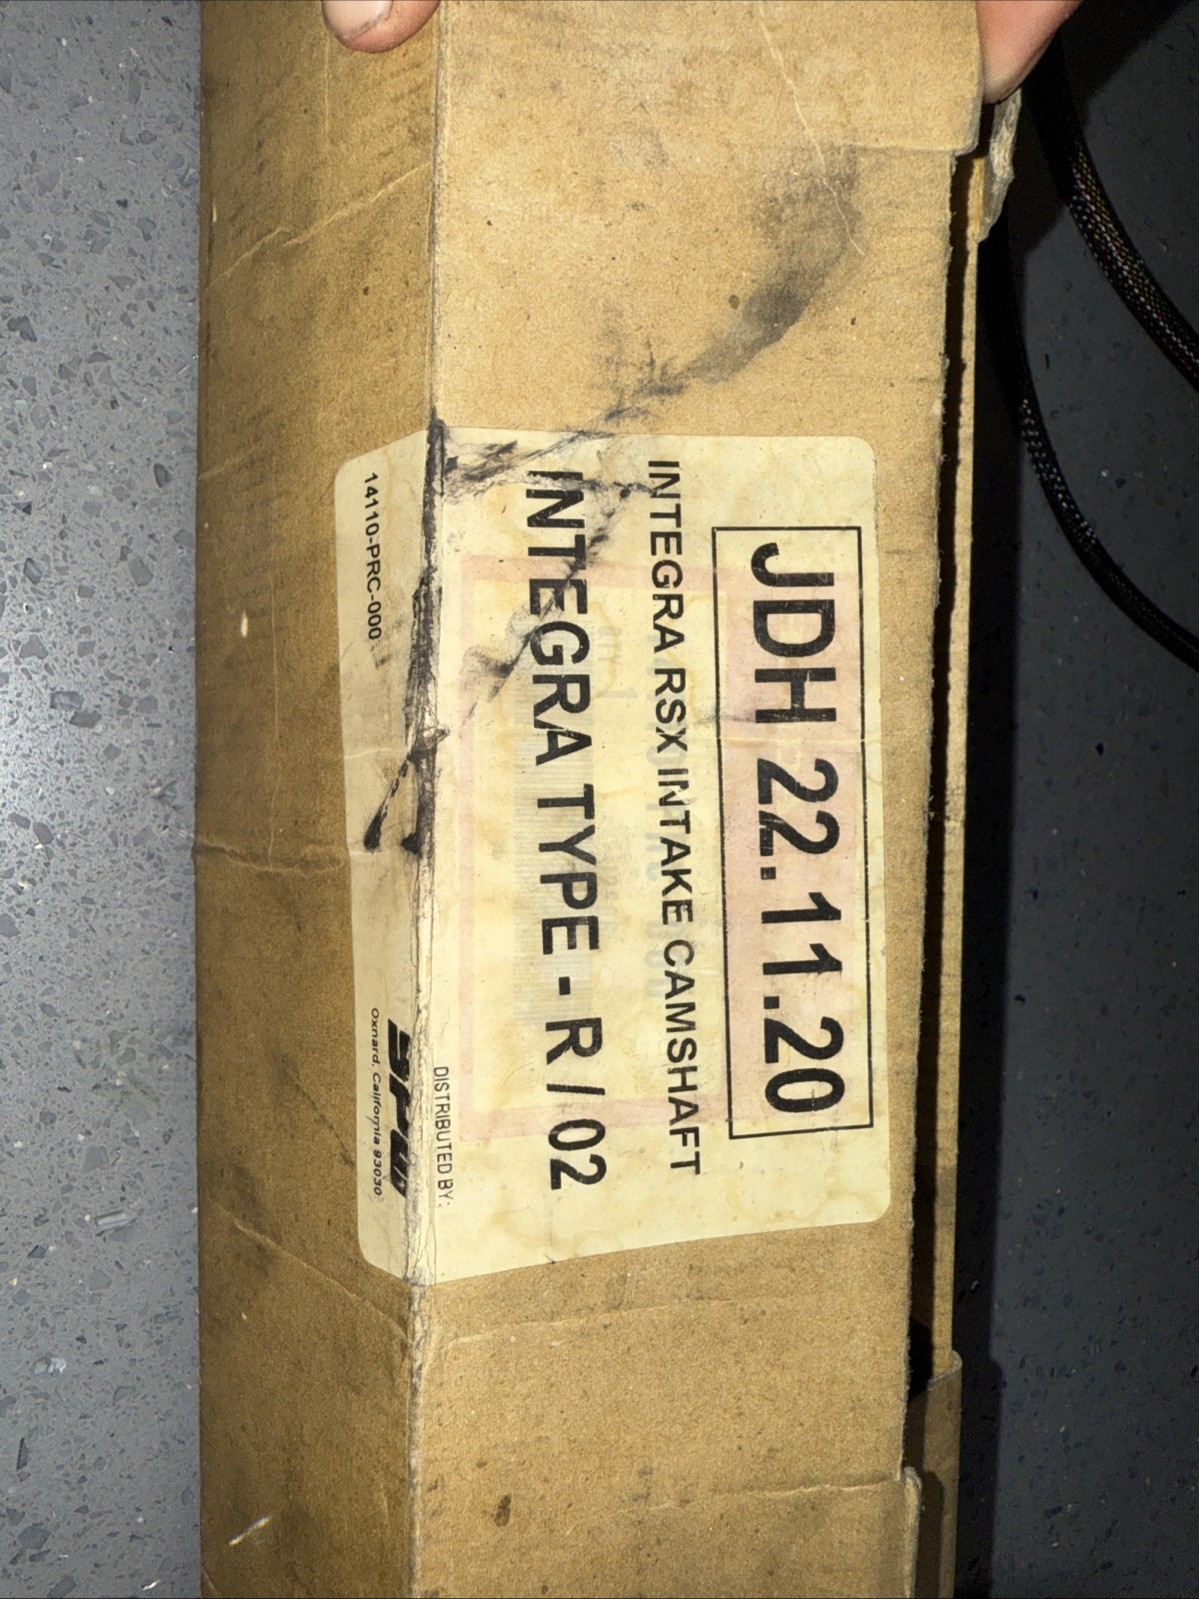 JDH 22.11.20
INTEGRA RSX INTAKE CAMSHAFT
INTEGRA TYPE - R / 02
DISTRIBUTED BY:
14110-PRC-000
Oxnard, California 93030